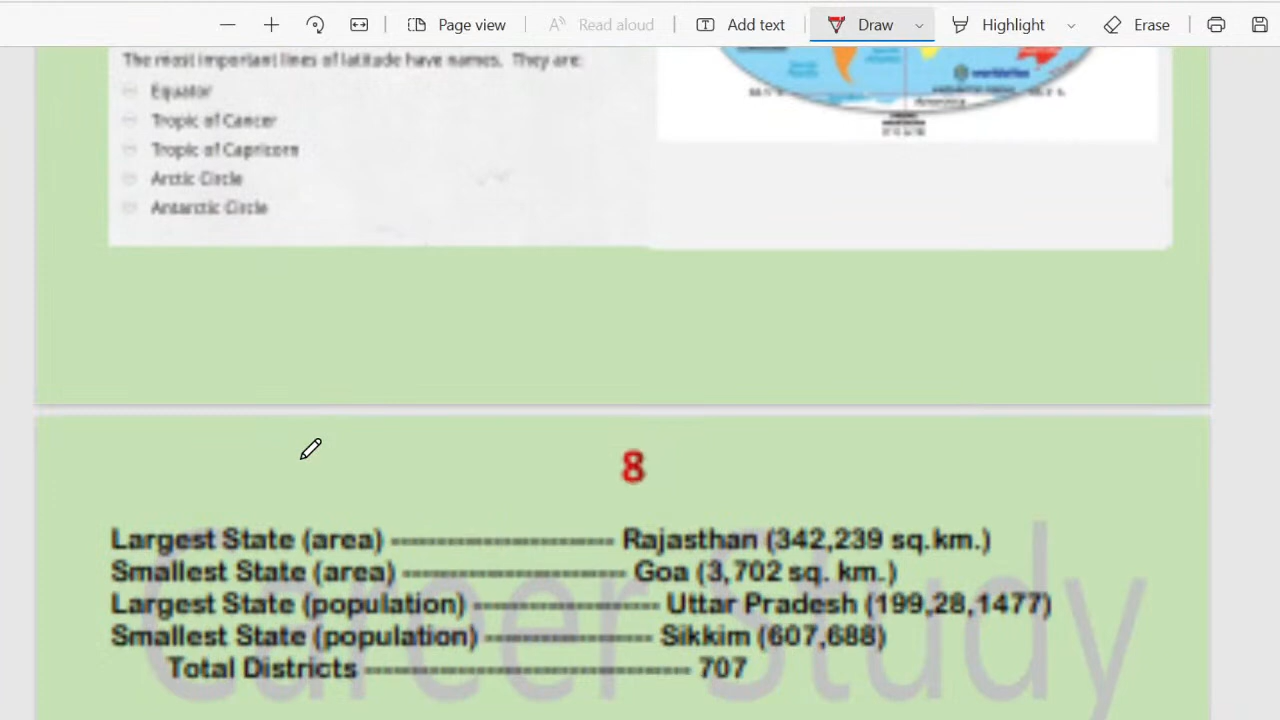 Page view
Read aloud
Add text
Draw
Highlight
Erase
The most important lines of latitude have names. They are:
Equator
Tropic of Cancer
Tropic of Capricorn
Arctic Circle
Antarctic Circle
8
Largest State (area) ---------------------- Rajasthan (342,239 sq.km.)
Smallest State (area) ---------------------- Goa (3,702 sq. km.)
Largest State (population) ------------------ Uttar Pradesh (199,28,1477)
Smallest State (population) ---------------- Sikkim (607,688)
Total Districts -------------------------------- 707
Career Study